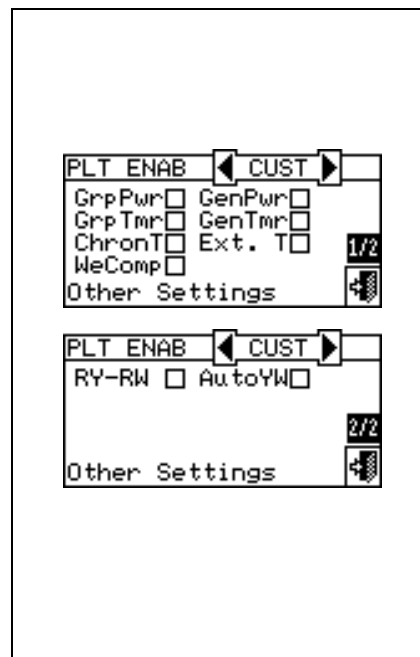 PLT ENAB CUST
GrpPwr GenPwr
GrpTmr GenTmr
ChronT Ext. T
WeComp
1/2
Other Settings
PLT ENAB CUST
RY-RW AutoYW
2/2
Other Settings